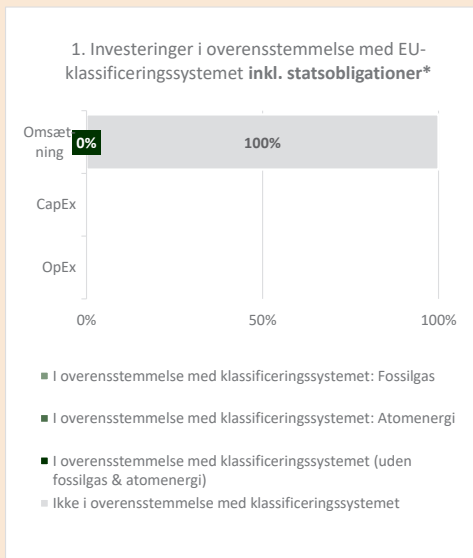 1. Investeringer i overensstemmelse med EU-
klassificeringssystemet inkl. statsobligationer*
Omsæt-
ning
0%
100%
CapEx
OpEx
0%
50%
100%
I overensstemmelse med klassificeringssystemet: Fossilgas
I overensstemmelse med klassificeringssystemet: Atomenergi
I overensstemmelse med klassificeringssystemet (uden
fossilgas & atomenergi)
Ikke i overensstemmelse med klassificeringssystemet